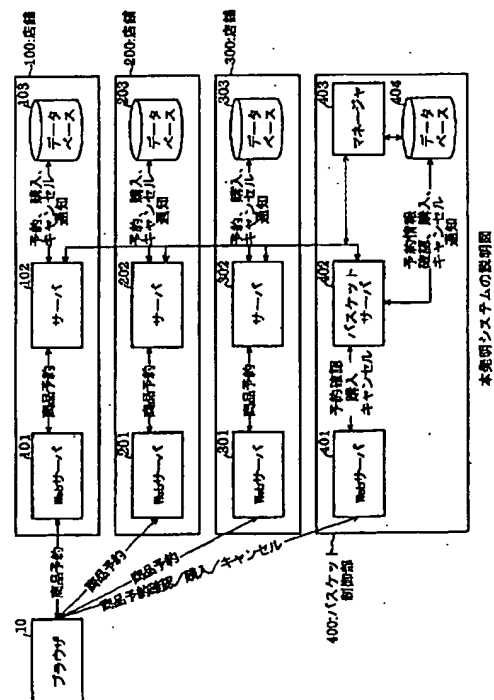 10
ブラウザ
商品予約
商品予約
商品予約
商品予約確認/購入/キャンセル
100:店舗
101
Webサーバ
商品予約
102
サーバ
予約、購入、
キャンセル
通知
103
データ
ベース
200:店舗
201
Webサーバ
商品予約
202
サーバ
予約、購入、
キャンセル
通知
203
データ
ベース
300:店舗
301
Webサーバ
商品予約
302
サーバ
予約、購入、
キャンセル
通知
303
データ
ベース
400:バスケット
制御部
401
Webサーバ
予約確認
購入
キャンセル
402
バスケット
サーバ
予約情報
確認、購入、
キャンセル
通知
403
マネージャ
404
データ
ベース
本発明システムの説明図